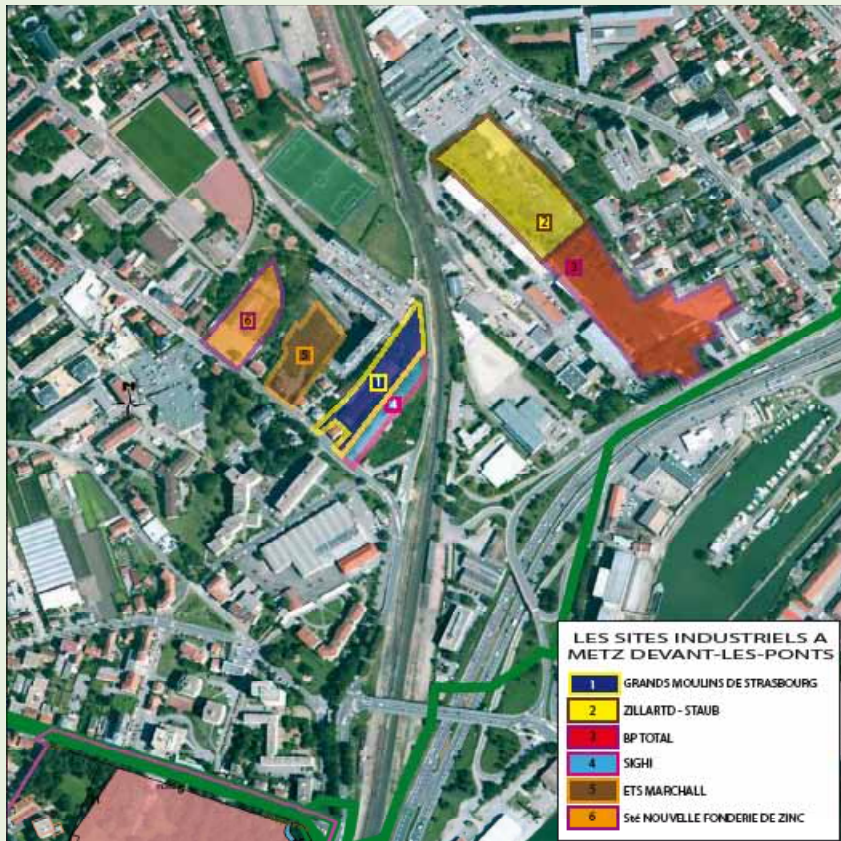 2
3
6
5
1
4
N
LES SITES INDUSTRIELS A
METZ DEVANT-LES-PONTS
1 GRANDS MOULINS DE STRASBOURG
2 ZILLARTD - STAUB
3 BP TOTAL
4 SIGHI
5 ETS MARCHALL
6 Sté NOUVELLE FONDERIE DE ZINC